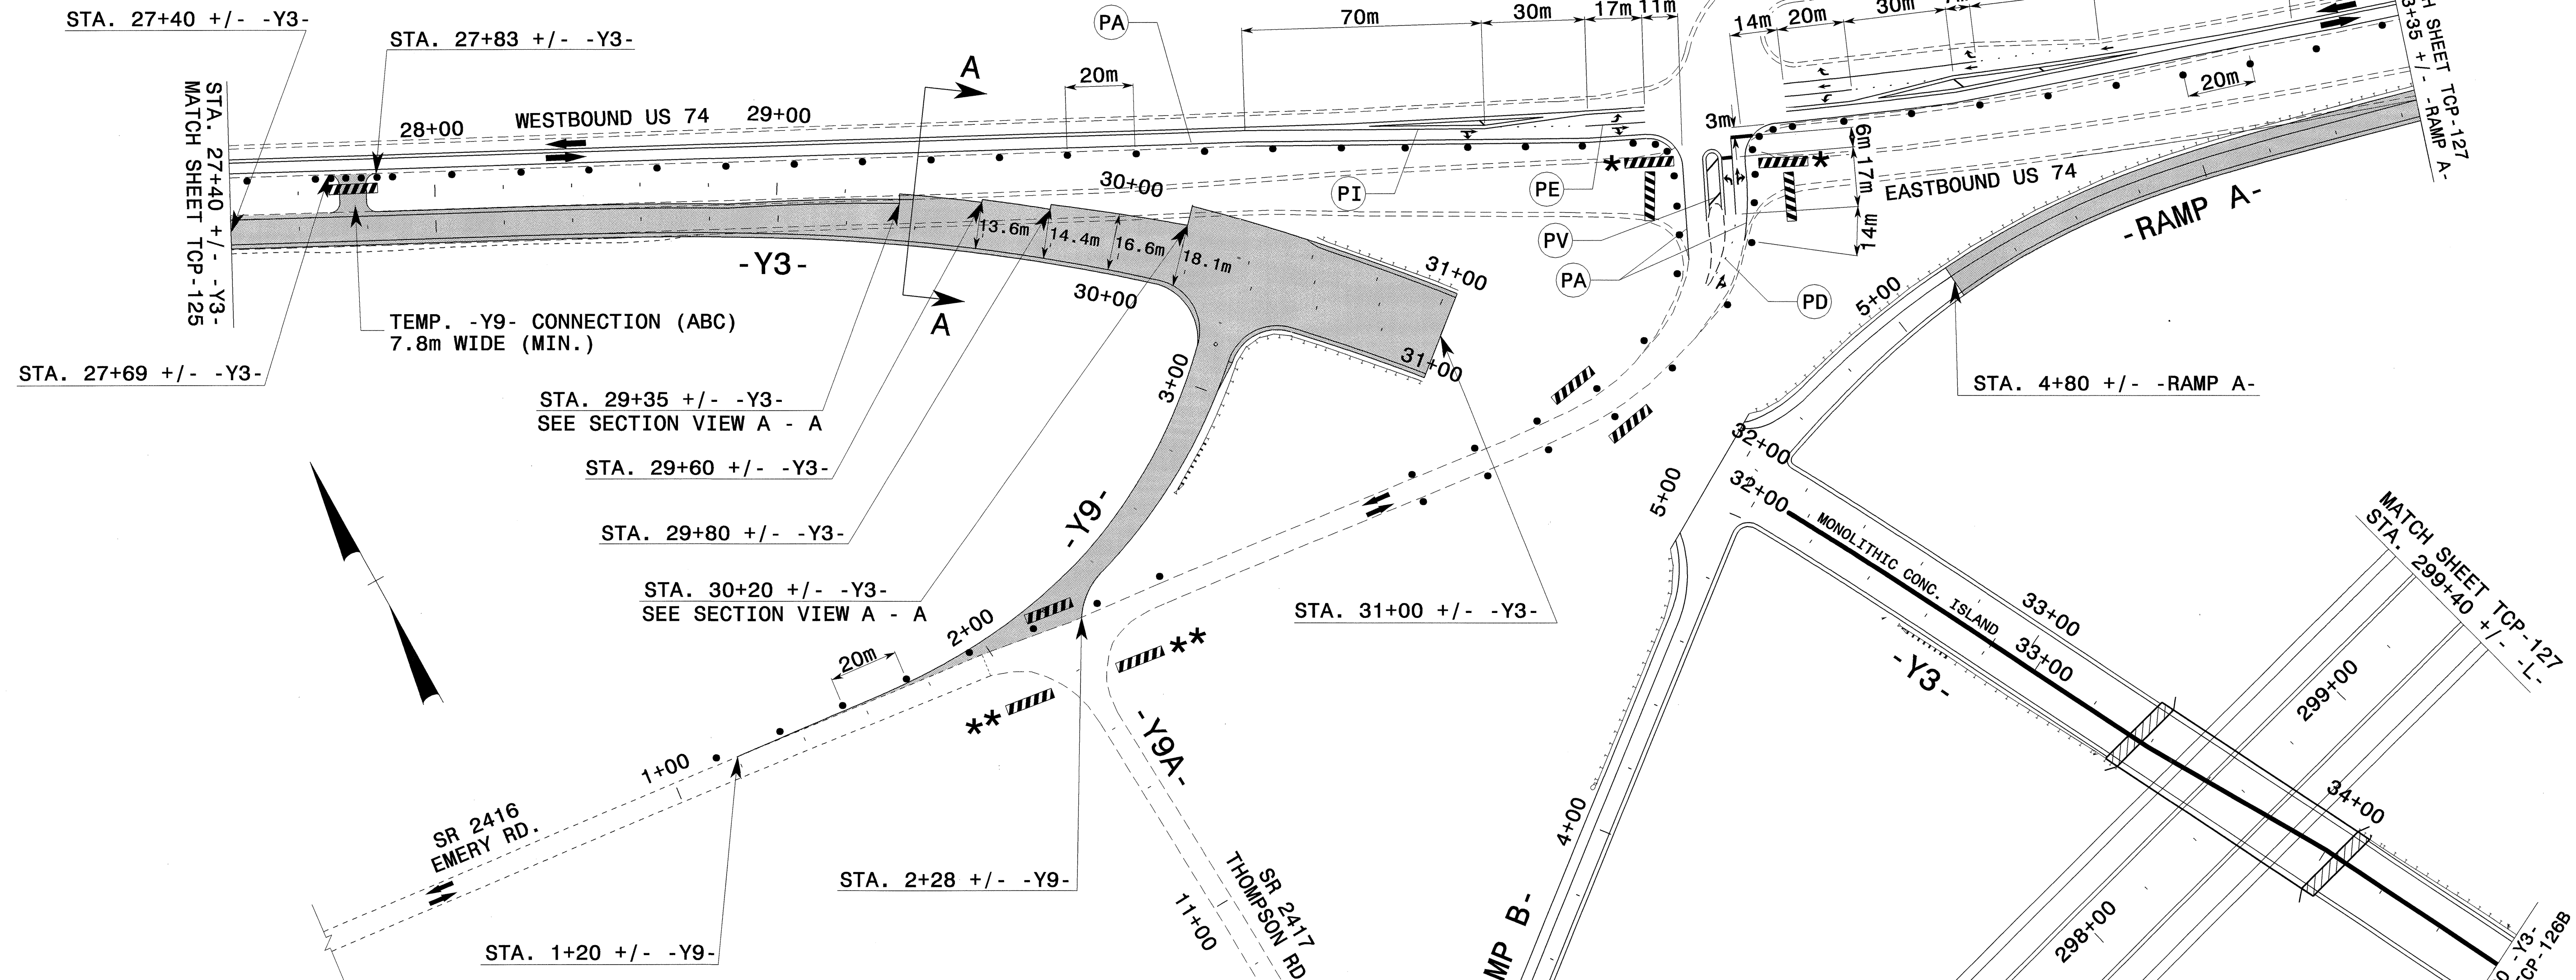 STA. 27+40 +/- -Y3-
STA. 27+83 +/- -Y3-
STA. 27+40 +/- -Y3-
MATCH SHEET TCP-125
28+00
WESTBOUND US 74
29+00
A
20m
PA
70m
30m
17m
11m
14m
20m
30m
3m
6m
17m
14m
20m
SHEET TCP-127
+/- -RAMP A-
30+00
PI
PE
*
*
PV
PA
PD
EASTBOUND US 74
-RAMP A-
5+00
STA. 4+80 +/- -RAMP A-
13.6m
14.4m
16.6m
18.1m
31+00
31+00
30+00
-Y3-
A
TEMP. -Y9- CONNECTION (ABC)
7.8m WIDE (MIN.)
STA. 27+69 +/- -Y3-
STA. 29+35 +/- -Y3-
SEE SECTION VIEW A - A
STA. 29+60 +/- -Y3-
STA. 29+80 +/- -Y3-
STA. 30+20 +/- -Y3-
SEE SECTION VIEW A - A
STA. 31+00 +/- -Y3-
3+00
-Y9-
2+00
20m
**
**
1+00
SR 2416
EMERY RD.
STA. 2+28 +/- -Y9-
STA. 1+20 +/- -Y9-
-Y9A-
SR 2417
THOMPSON RD
11+00
32+00
32+00
5+00
4+00
MP B-
MONOLITHIC CONC. ISLAND
33+00
33+00
-Y3-
34+00
MATCH SHEET TCP-127
STA. 299+40 +/- -L-
299+00
298+00
-Y3-
CP-126B